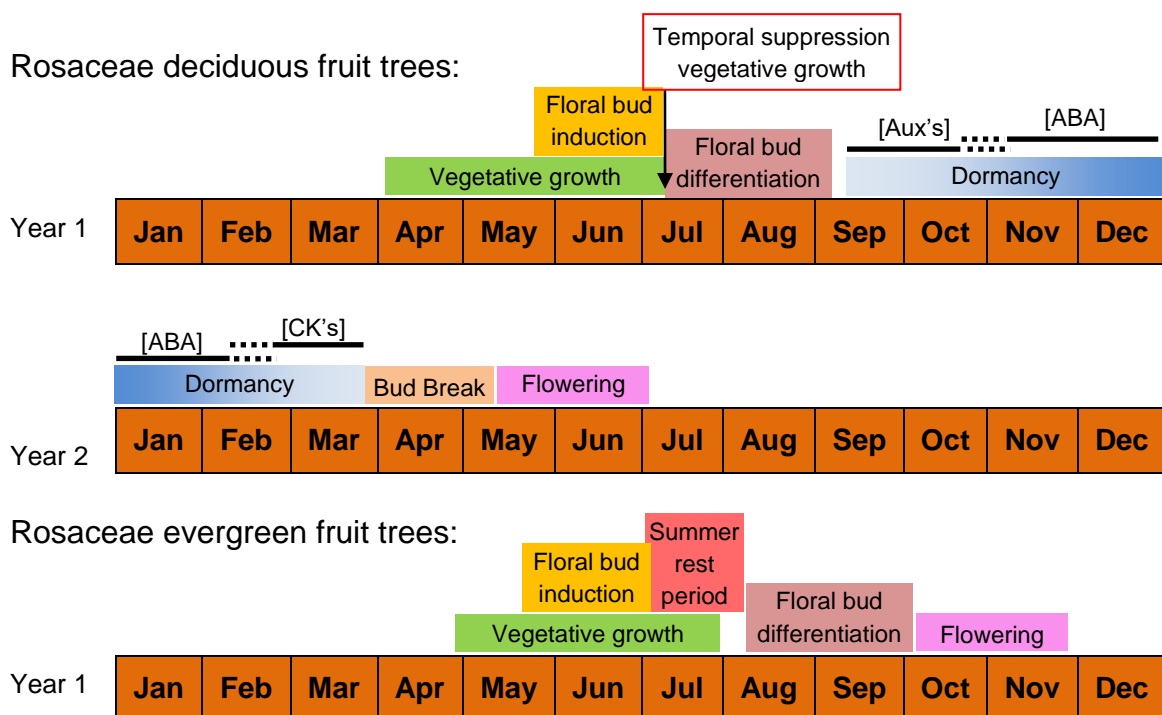 Temporal suppression
vegetative growth
Rosaceae deciduous fruit trees:
Floral bud
induction
[Aux's]
[ABA]
Floral bud
differentiation
Vegetative growth
Dormancy
Year 1
Jan Feb Mar Apr May Jun Jul Aug Sep Oct Nov Dec
[ABA]
[CK's]
Dormancy
Bud Break
Flowering
Year 2
Jan Feb Mar Apr May Jun Jul Aug Sep Oct Nov Dec
Rosaceae evergreen fruit trees:
Floral bud
induction
Summer
rest
period
Vegetative growth
Floral bud
differentiation
Flowering
Year 1
Jan Feb Mar Apr May Jun Jul Aug Sep Oct Nov Dec